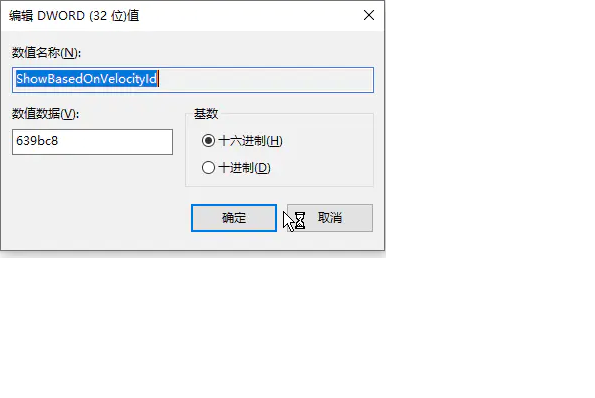 编辑 DWORD (32 位)值
数值名称(N):
ShowBasedOnVelocityId
数值数据(V):
639bc8
基数
十六进制(H)
十进制(D)
确定
取消